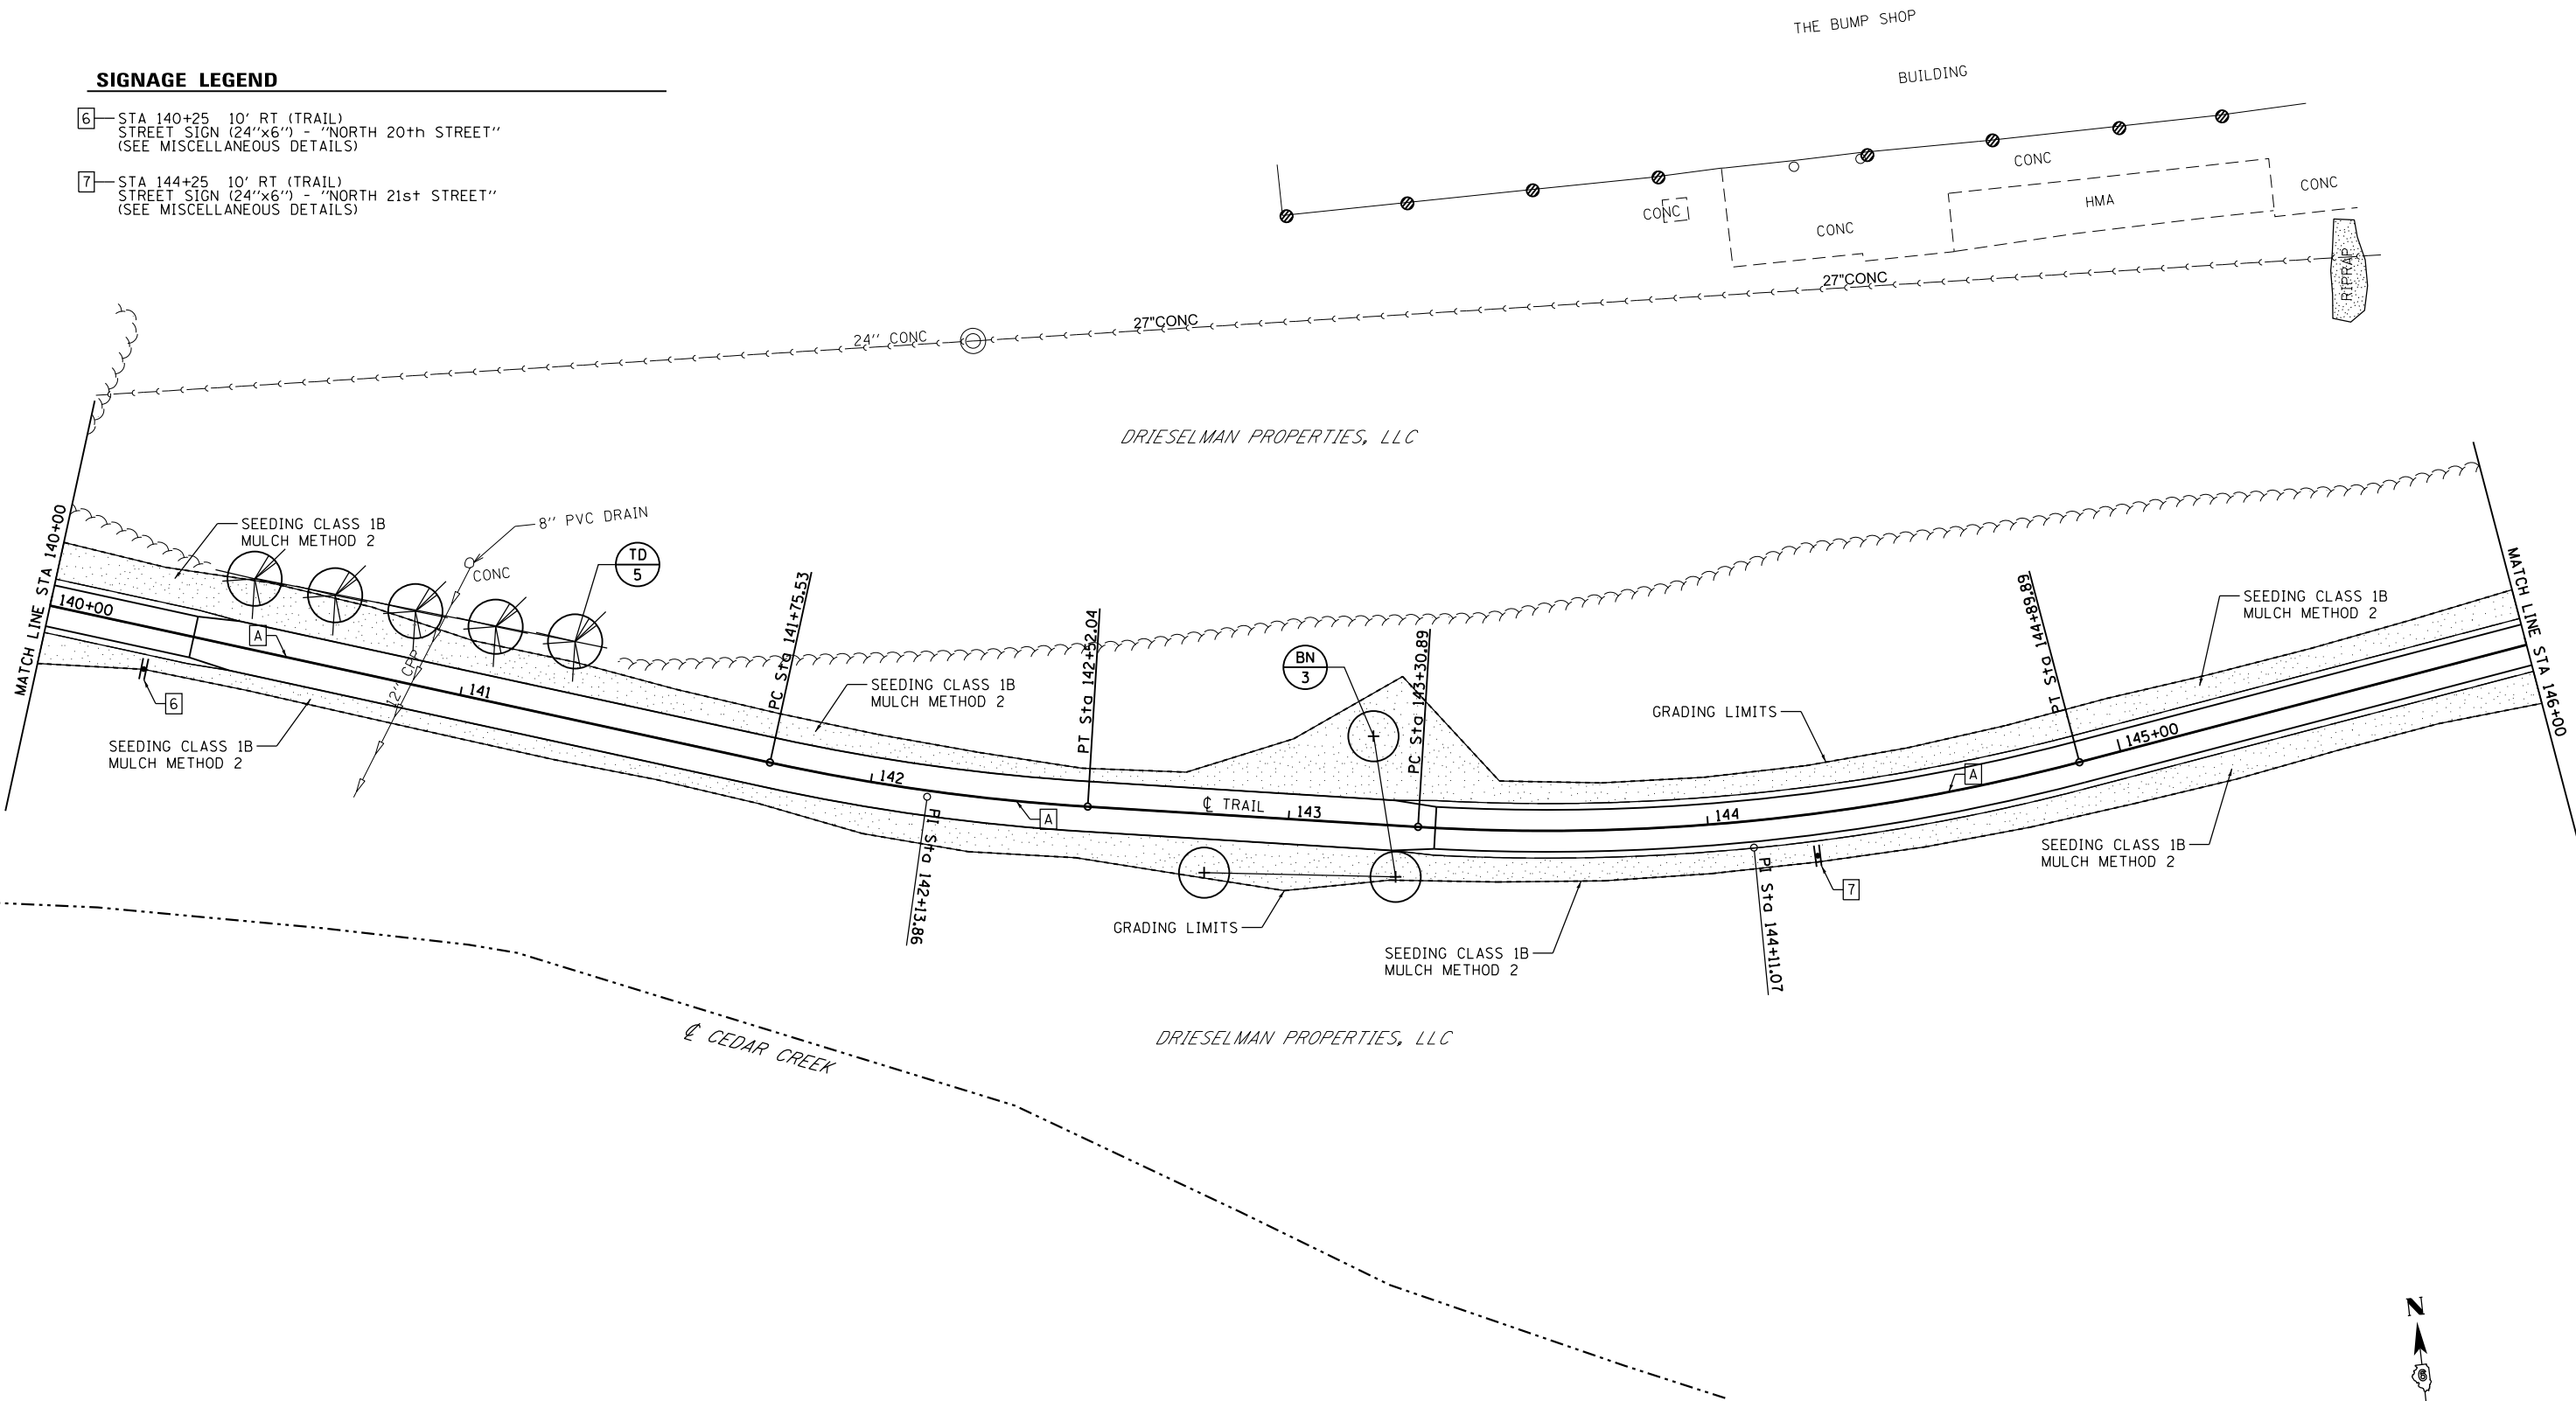 THE BUMP SHOP
BUILDING
SIGNAGE LEGEND
6 STA 140+25 10' RT (TRAIL)
STREET SIGN (24"x6") - "NORTH 20th STREET"
(SEE MISCELLANEOUS DETAILS)
7 STA 144+25 10' RT (TRAIL)
STREET SIGN (24"x6") - "NORTH 21st STREET"
(SEE MISCELLANEOUS DETAILS)
CONC
CONC
HMA
CONC
CONC
RIPRAP
27"CONC
27"CONC
24" CONC
DRIESELMAN PROPERTIES, LLC
MATCH LINE STA 140+00
SEEDING CLASS 1B
MULCH METHOD 2
8" PVC DRAIN
CONC
TD
5
140+00
A
12" CPP
141
6
SEEDING CLASS 1B
MULCH METHOD 2
PC Sta 141+75.53
SEEDING CLASS 1B
MULCH METHOD 2
142
A
PI Sta 142+13.86
PT Sta 142+52.04
℄ TRAIL
143
BN
3
PC Sta 143+30.89
GRADING LIMITS
GRADING LIMITS
144
PI Sta 144+11.07
7
A
PT Sta 144+89.89
145+00
SEEDING CLASS 1B
MULCH METHOD 2
SEEDING CLASS 1B
MULCH METHOD 2
SEEDING CLASS 1B
MULCH METHOD 2
MATCH LINE STA 146+00
℄ CEDAR CREEK
DRIESELMAN PROPERTIES, LLC
N